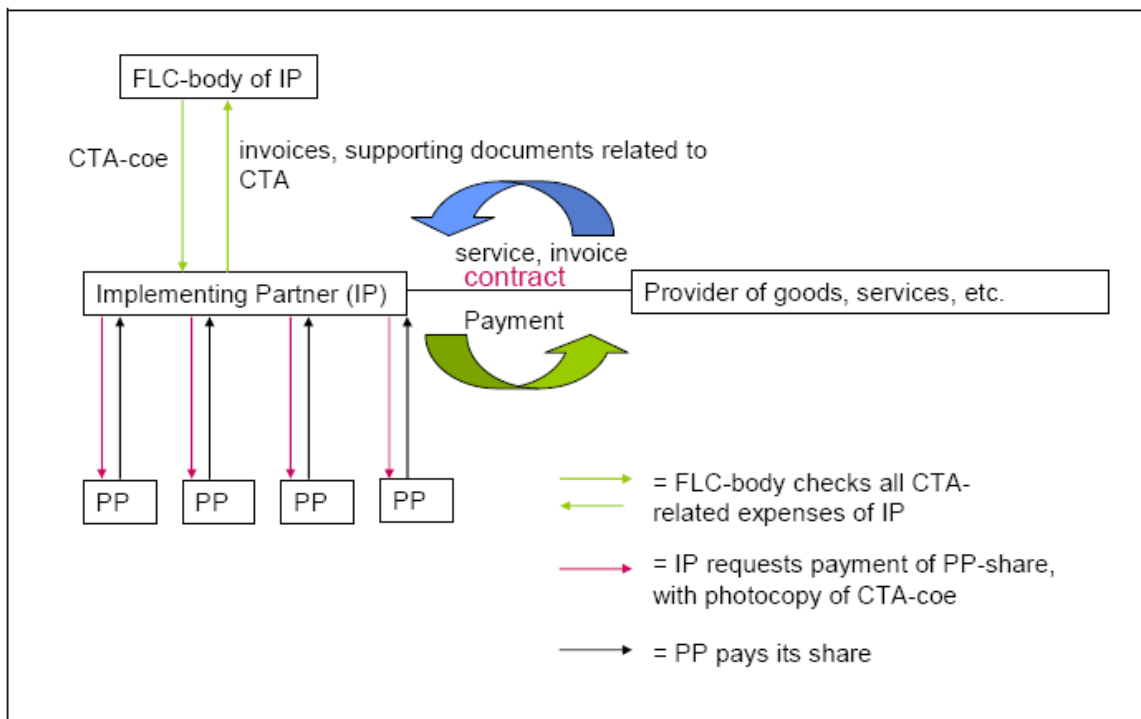 FLC-body of IP
CTA-coe
invoices, supporting documents related to
CTA
service, invoice
contract
Implementing Partner (IP)
Provider of goods, services, etc.
Payment
PP
PP
PP
PP
= FLC-body checks all CTA-
related expenses of IP
= IP requests payment of PP-share,
with photocopy of CTA-coe
= PP pays its share